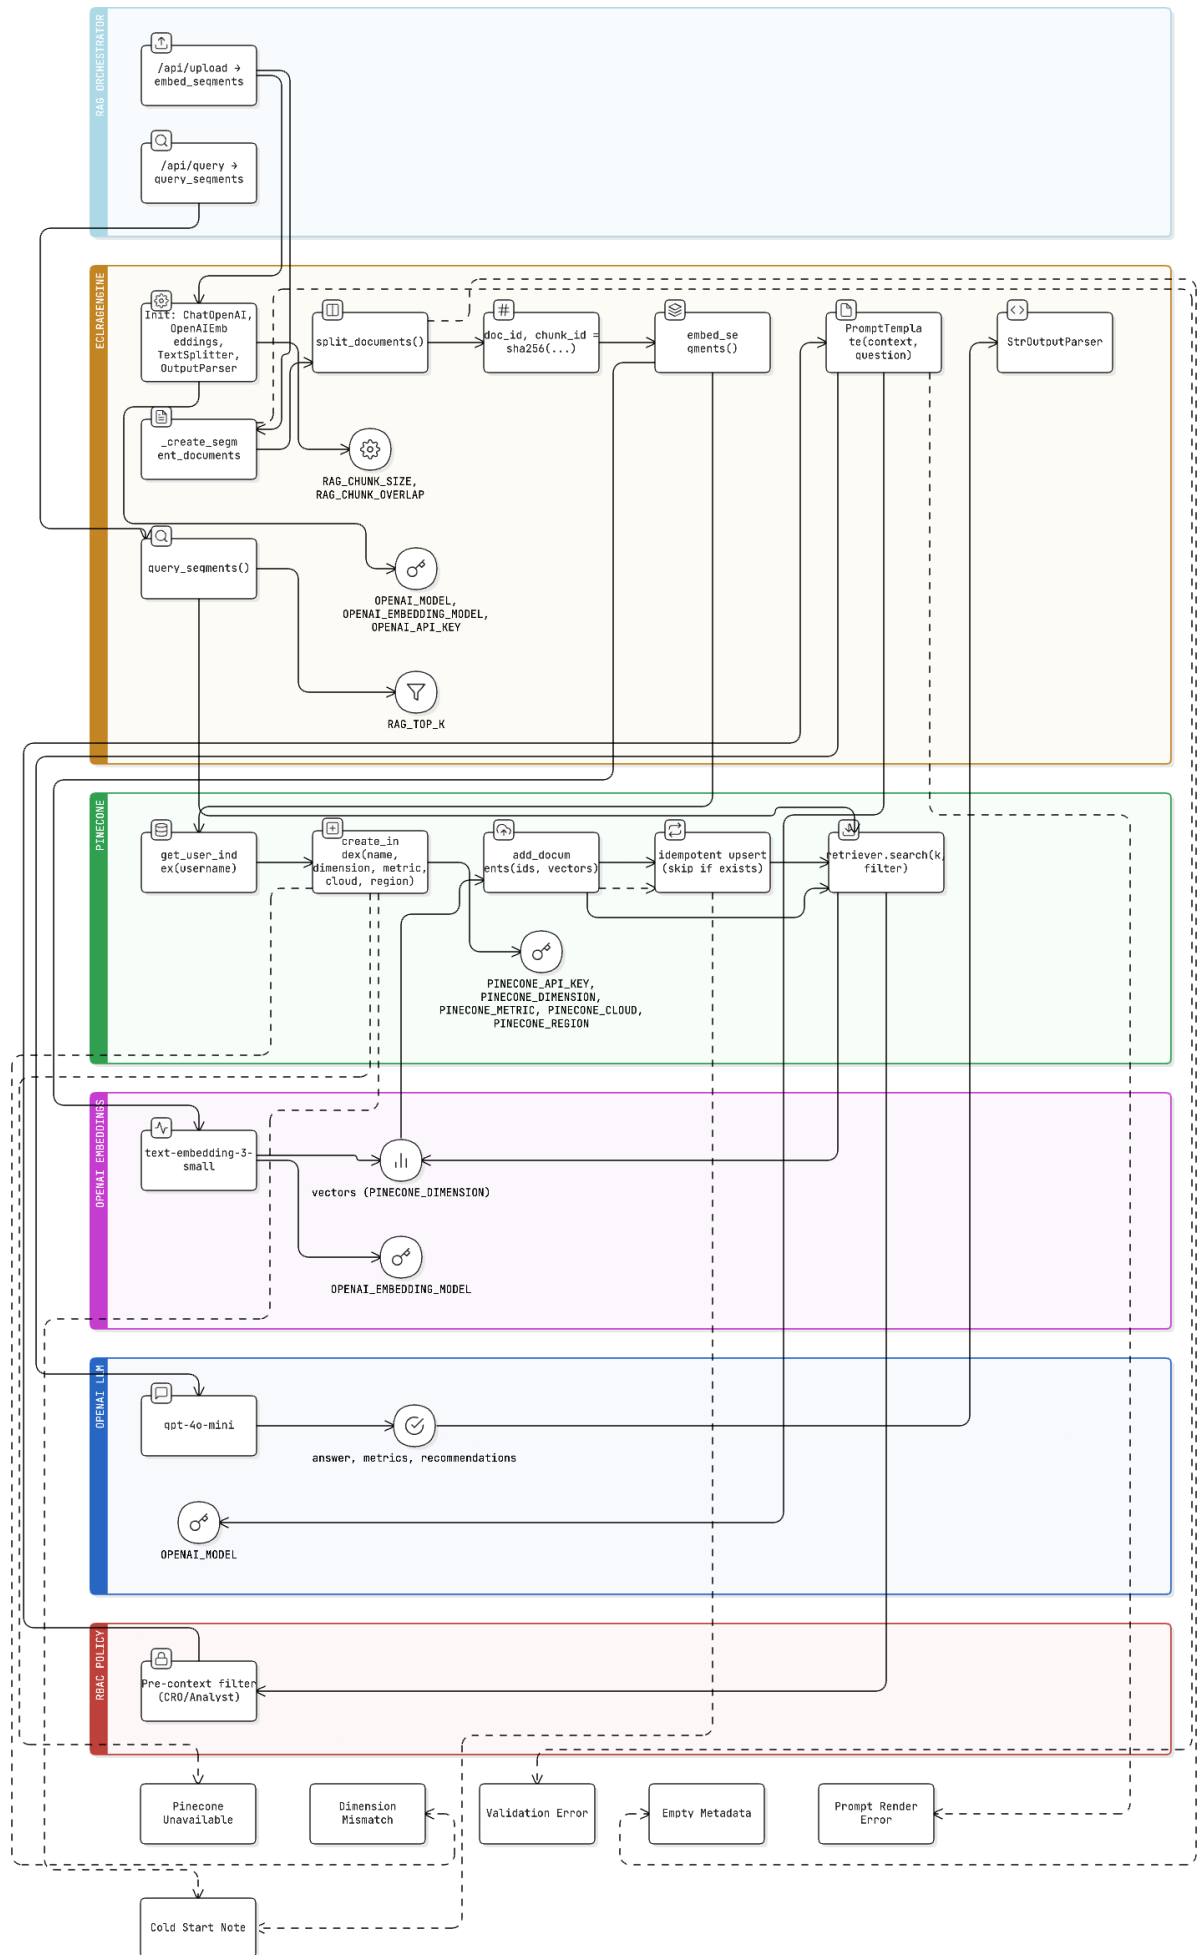 RAG ORCHESTRATOR
/api/upload →
embed_segments
/api/query →
query_segments
ECLRAGENGINE
Init: ChatOpenAI,
OpenAIEmb
eddings,
TextSplitter,
OutputParser
split_documents()
doc_id, chunk_id =
sha256(...)
embed_se
gments()
PromptTempla
te(context,
question)
StrOutputParser
_create_segm
ent_documents
RAG_CHUNK_SIZE,
RAG_CHUNK_OVERLAP
query_segments()
OPENAI_MODEL,
OPENAI_EMBEDDING_MODEL,
OPENAI_API_KEY
RAG_TOP_K
PINECONE
get_user_ind
ex(username)
create_in
dex(name,
dimension, metric,
cloud, region)
add_docum
ents(ids, vectors)
idempotent upsert
(skip if exists)
retriever.search(k,
filter)
PINECONE_API_KEY,
PINECONE_DIMENSION,
PINECONE_METRIC, PINECONE_CLOUD,
PINECONE_REGION
OPENAI EMBEDDINGS
text-embedding-3-
small
vectors (PINECONE_DIMENSION)
OPENAI_EMBEDDING_MODEL
OPENAI LLM
gpt-4o-mini
answer, metrics, recommendations
OPENAI_MODEL
RBAC POLICY
Pre-context filter
(CRO/Analyst)
Pinecone
Unavailable
Dimension
Mismatch
Validation Error
Empty Metadata
Prompt Render
Error
Cold Start Note